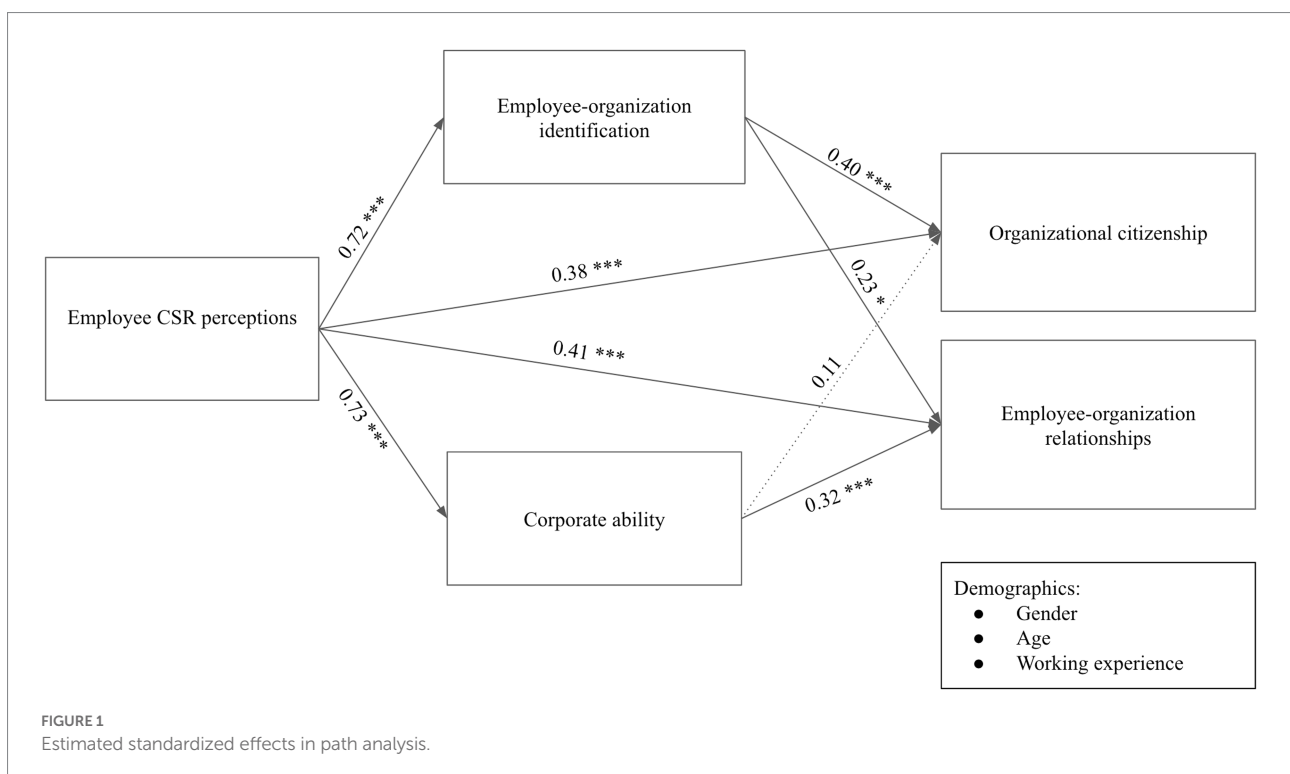 Employee-organization
identification
0.40 ***
Organizational citizenship
0.72 ***
0.38 ***
0.23 *
Employee CSR perceptions
0.41 ***
0.11
0.73 ***
Employee-organization
relationships
0.32 ***
Corporate ability
Demographics:
● Gender
● Age
● Working experience
FIGURE 1
Estimated standardized effects in path analysis.